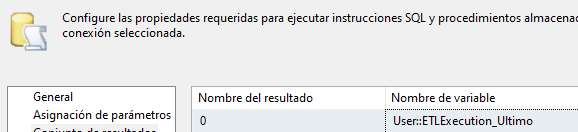 Configure las propiedades requeridas para ejecutar instrucciones SQL y procedimientos almacenad
conexión seleccionada.
General
Asignación de parámetros
Conjunto de resultados
Nombre del resultado
Nombre de variable
0
User::ETLExecution_Ultimo